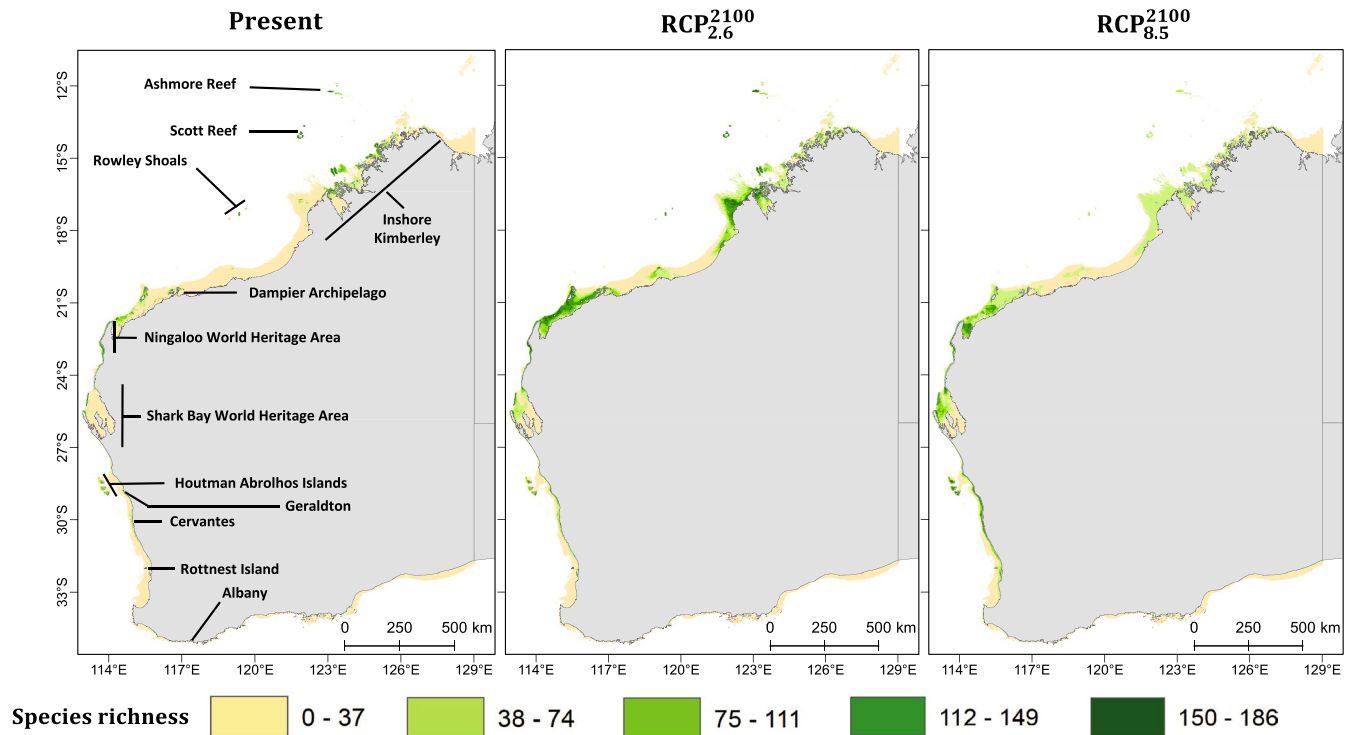 Present
RCP 2100 2.6
RCP 2100 8.5
12°S
15°S
18°S
21°S
24°S
27°S
30°S
33°S
Ashmore Reef
Scott Reef
Rowley Shoals
Inshore
Kimberley
Dampier Archipelago
Ningaloo World Heritage Area
Shark Bay World Heritage Area
Houtman Abrolhos Islands
Geraldton
Cervantes
Rottnest Island
Albany
0 250 500 km
0 250 500 km
0 250 500 km
114°E 117°E 120°E 123°E 126°E 129°E
114°E 117°E 120°E 123°E 126°E 129°E
114°E 117°E 120°E 123°E 126°E 129°E
Species richness 0 - 37 38 - 74 75 - 111 112 - 149 150 - 186